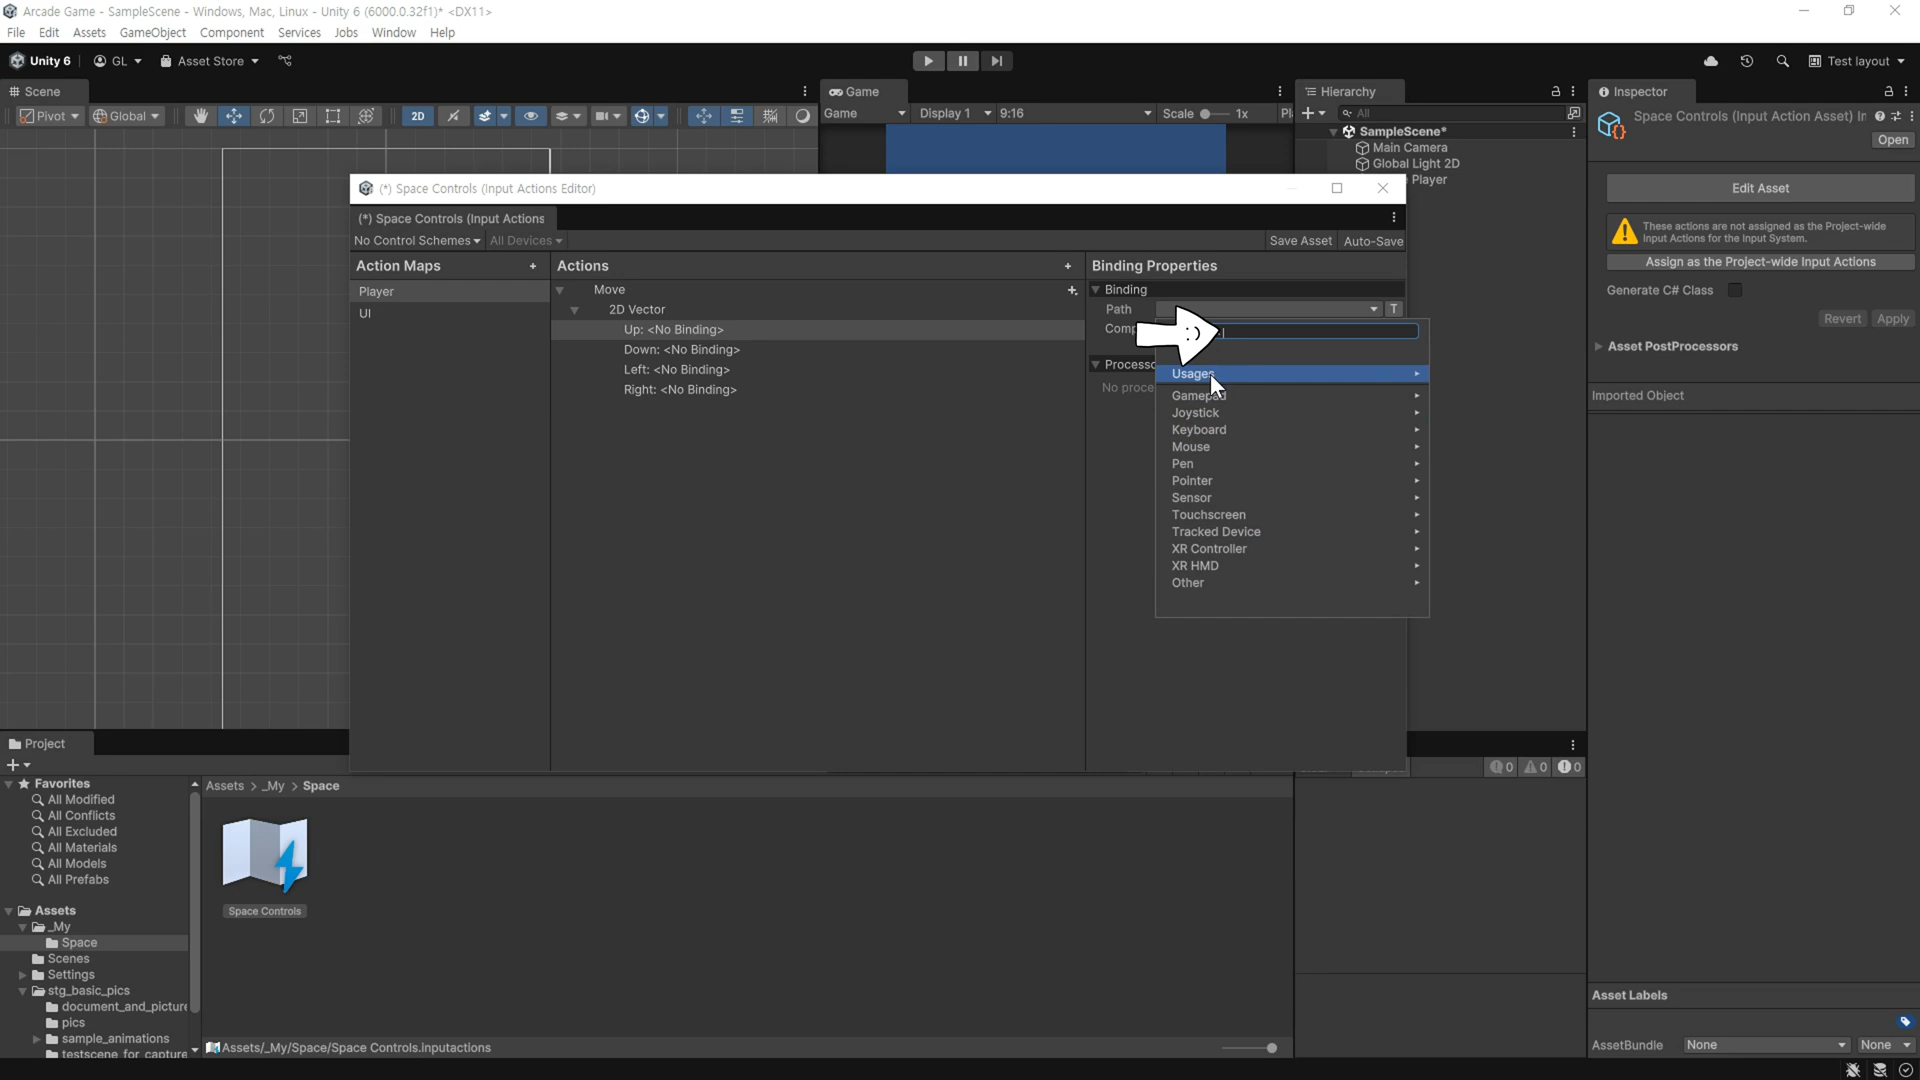 Arcade Game - SampleScene - Windows, Mac, Linux - Unity 6 (6000.0.32f1)* <DX11>
File Edit Assets GameObject Component Services Jobs Window Help
Unity 6 GL Asset Store Test layout
Scene
Game
Hierarchy
Inspector
Pivot Global 2D
Game Display 1 9:16 Scale 1x Pl
All
SampleScene*
Main Camera
Global Light 2D
Player
Space Controls (Input Action Asset) Ir
Open
Edit Asset
These actions are not assigned as the Project-wide
Input Actions for the Input System.
Assign as the Project-wide Input Actions
Generate C# Class
Revert Apply
Asset PostProcessors
Imported Object
(*) Space Controls (Input Actions Editor)
(*) Space Controls (Input Actions
No Control Schemes All Devices Save Asset Auto-Save
Action Maps +
Player
UI
Actions +
Move
2D Vector
Up: <No Binding>
Down: <No Binding>
Left: <No Binding>
Right: <No Binding>
Binding Properties
Binding
Path T
Comp
Processo
No proce
:)
Usages
Gamepad
Joystick
Keyboard
Mouse
Pen
Pointer
Sensor
Touchscreen
Tracked Device
XR Controller
XR HMD
Other
Project
Favorites
All Modified
All Conflicts
All Excluded
All Materials
All Models
All Prefabs
Assets
_My
Space
Scenes
Settings
stg_basic_pics
document_and_picture
pics
sample_animations
testscene_for_capture
Assets > _My > Space
Space Controls
Assets/_My/Space/Space Controls.inputactions
0 0 0
Asset Labels
AssetBundle None None